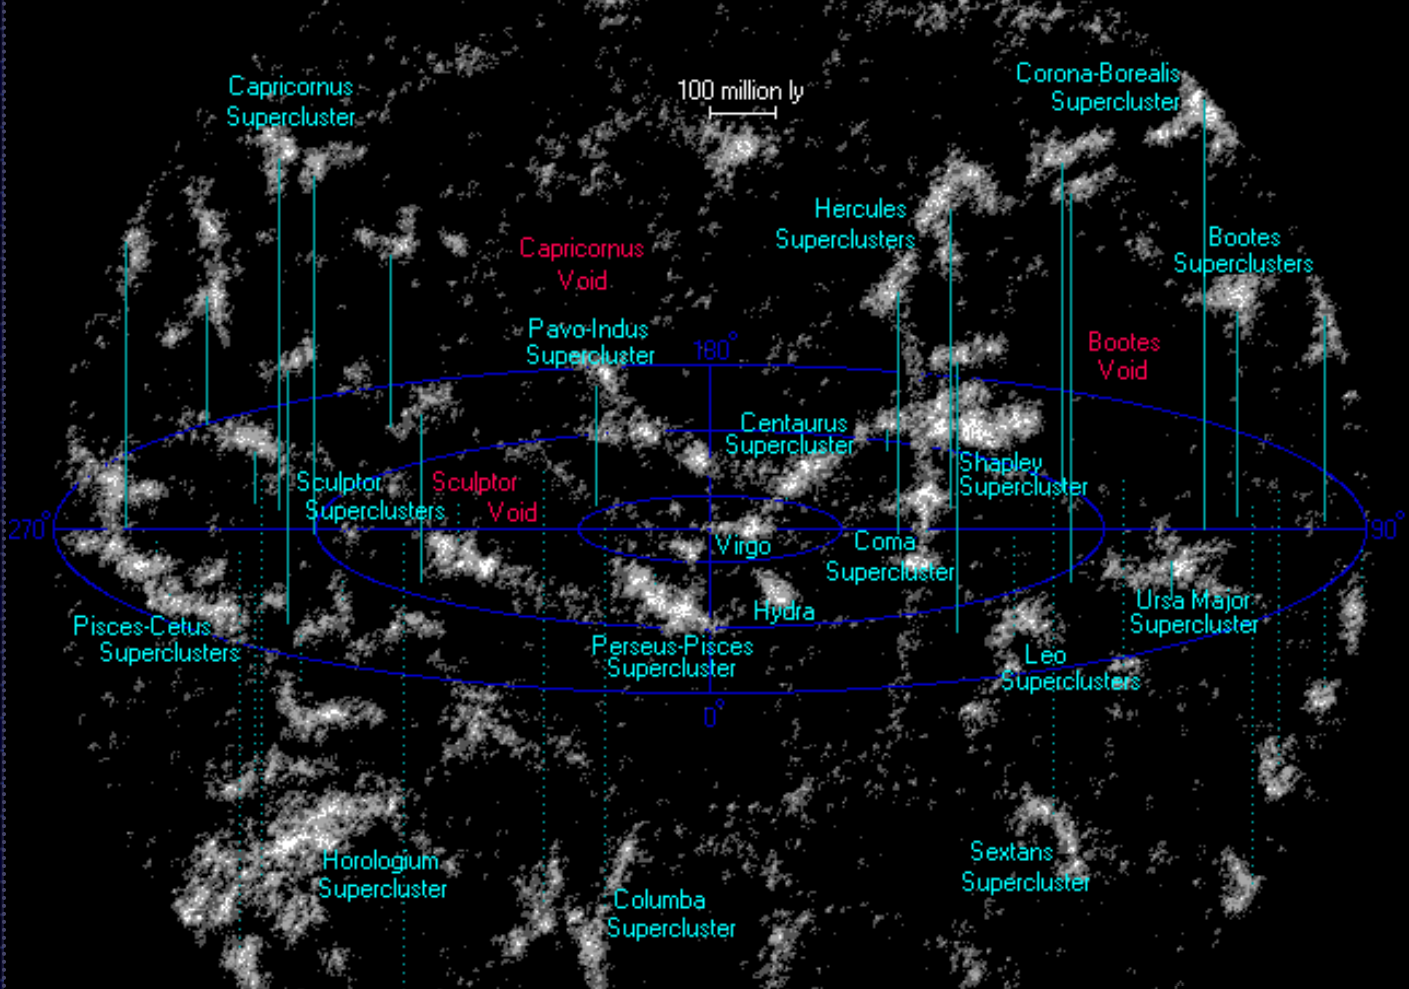 Capricornus
Supercluster
100 million ly
Corona-Borealis
Supercluster
Hercules
Superclusters
Bootes
Superclusters
Capricornus
Void
Pavo-Indus
Supercluster
180°
Bootes
Void
Centaurus
Supercluster
Shapley
Supercluster
Sculptor
Superclusters
Sculptor
Void
270°
90°
Virgo
Coma
Supercluster
Hydra
Ursa Major
Supercluster
Pisces-Cetus
Superclusters
Perseus-Pisces
Supercluster
Leo
Superclusters
0°
Horologium
Supercluster
Sextans
Supercluster
Columba
Supercluster